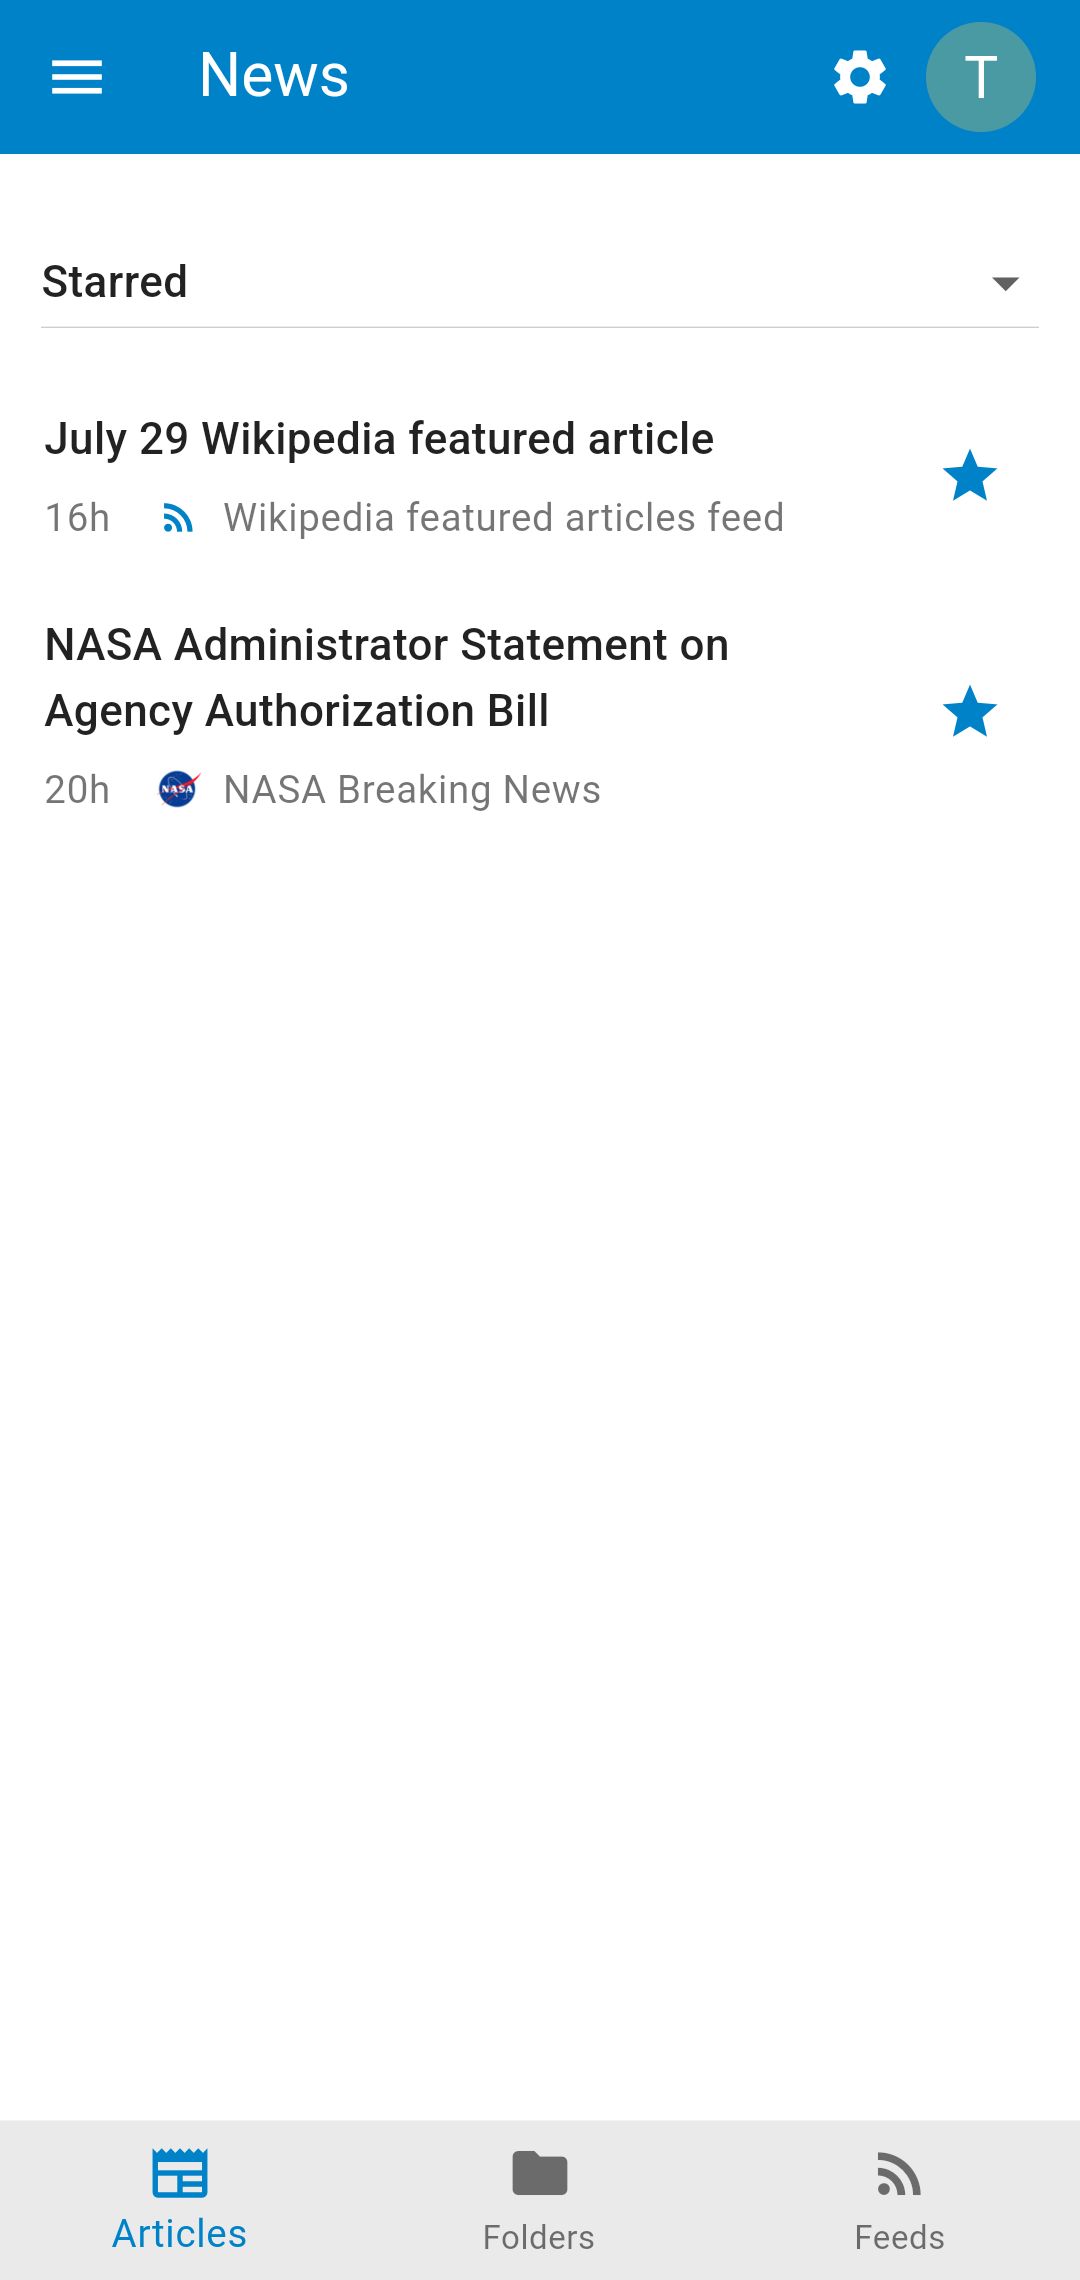 News
T
Starred
July 29 Wikipedia featured article
16h Wikipedia featured articles feed
NASA Administrator Statement on
Agency Authorization Bill
20h NASA NASA Breaking News
Articles
Folders
Feeds